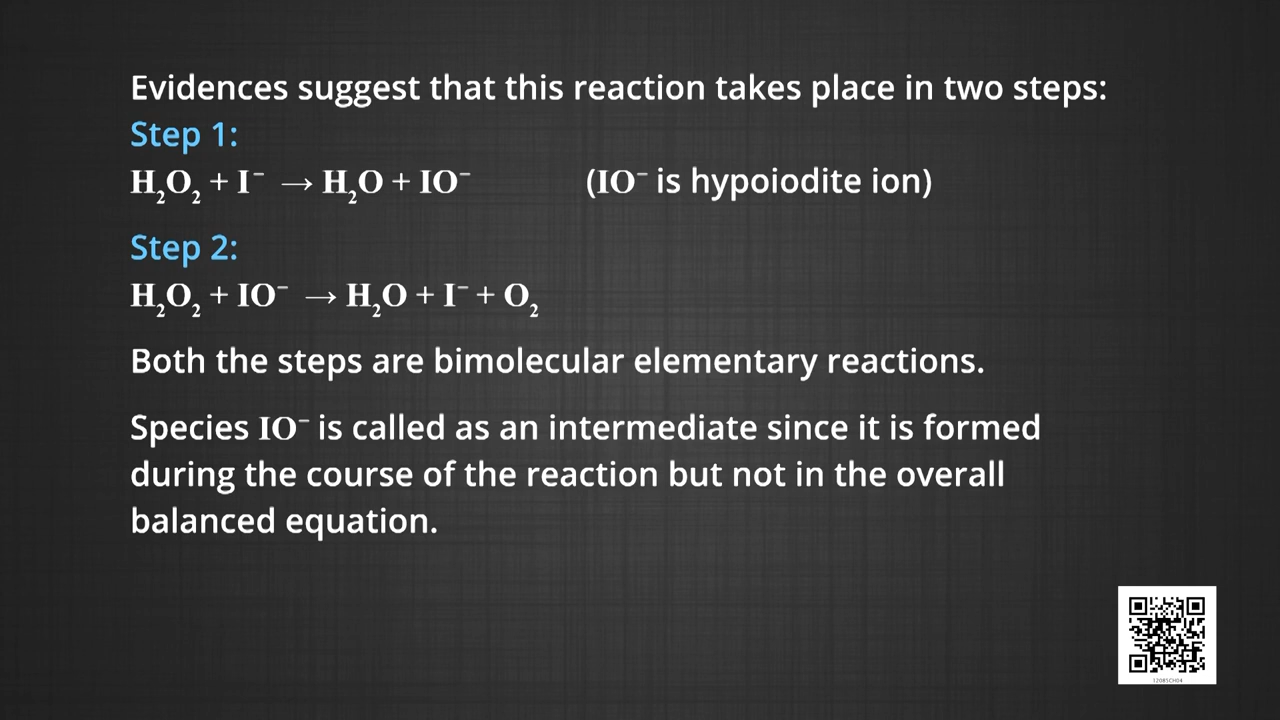 Evidences suggest that this reaction takes place in two steps:
Step 1:
H₂O₂ + I⁻ → H₂O + IO⁻ (IO⁻ is hypoiodite ion)
Step 2:
H₂O₂ + IO⁻ → H₂O + I⁻ + O₂
Both the steps are bimolecular elementary reactions.
Species IO⁻ is called as an intermediate since it is formed
during the course of the reaction but not in the overall
balanced equation.
12085CH04